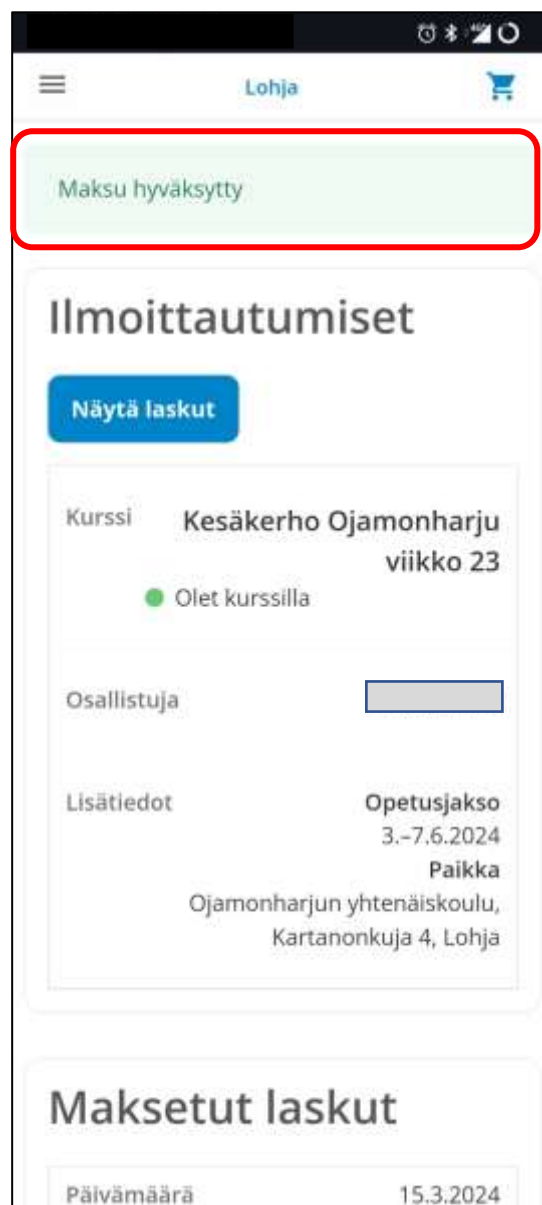 Lohja
Maksu hyväksytty
Ilmoittautumiset
Näytä laskut
Kurssi Kesäkerho Ojamonharju
viikko 23
Olet kurssilla
Osallistuja
Lisätiedot Opetusjakso
3.–7.6.2024
Paikka
Ojamonharjun yhtenäiskoulu,
Kartanonkuja 4, Lohja
Maksetut laskut
Päivämäärä 15.3.2024